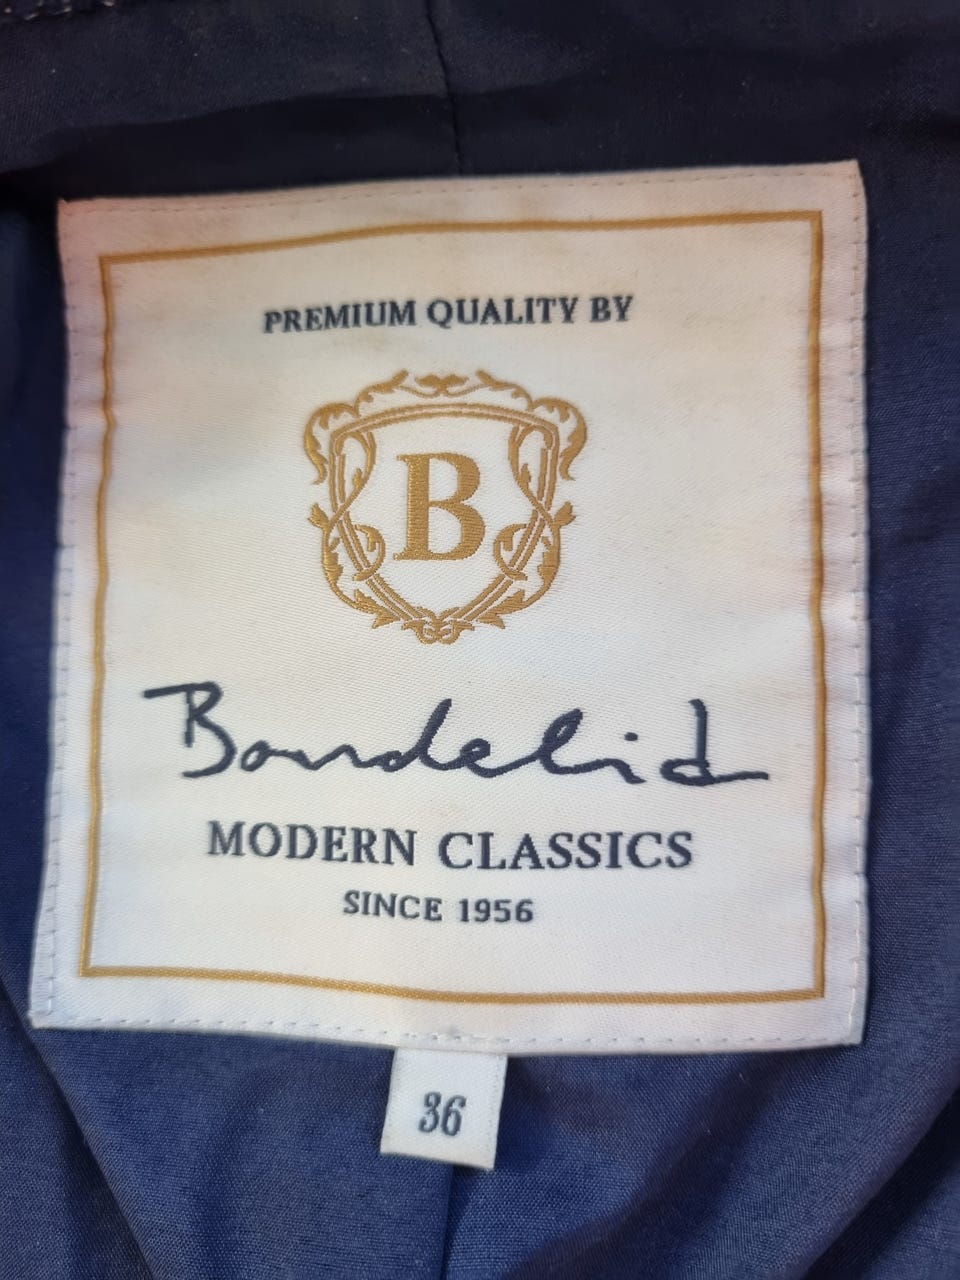 PREMIUM QUALITY BY
B
Bondelid
MODERN CLASSICS
SINCE 1956
36